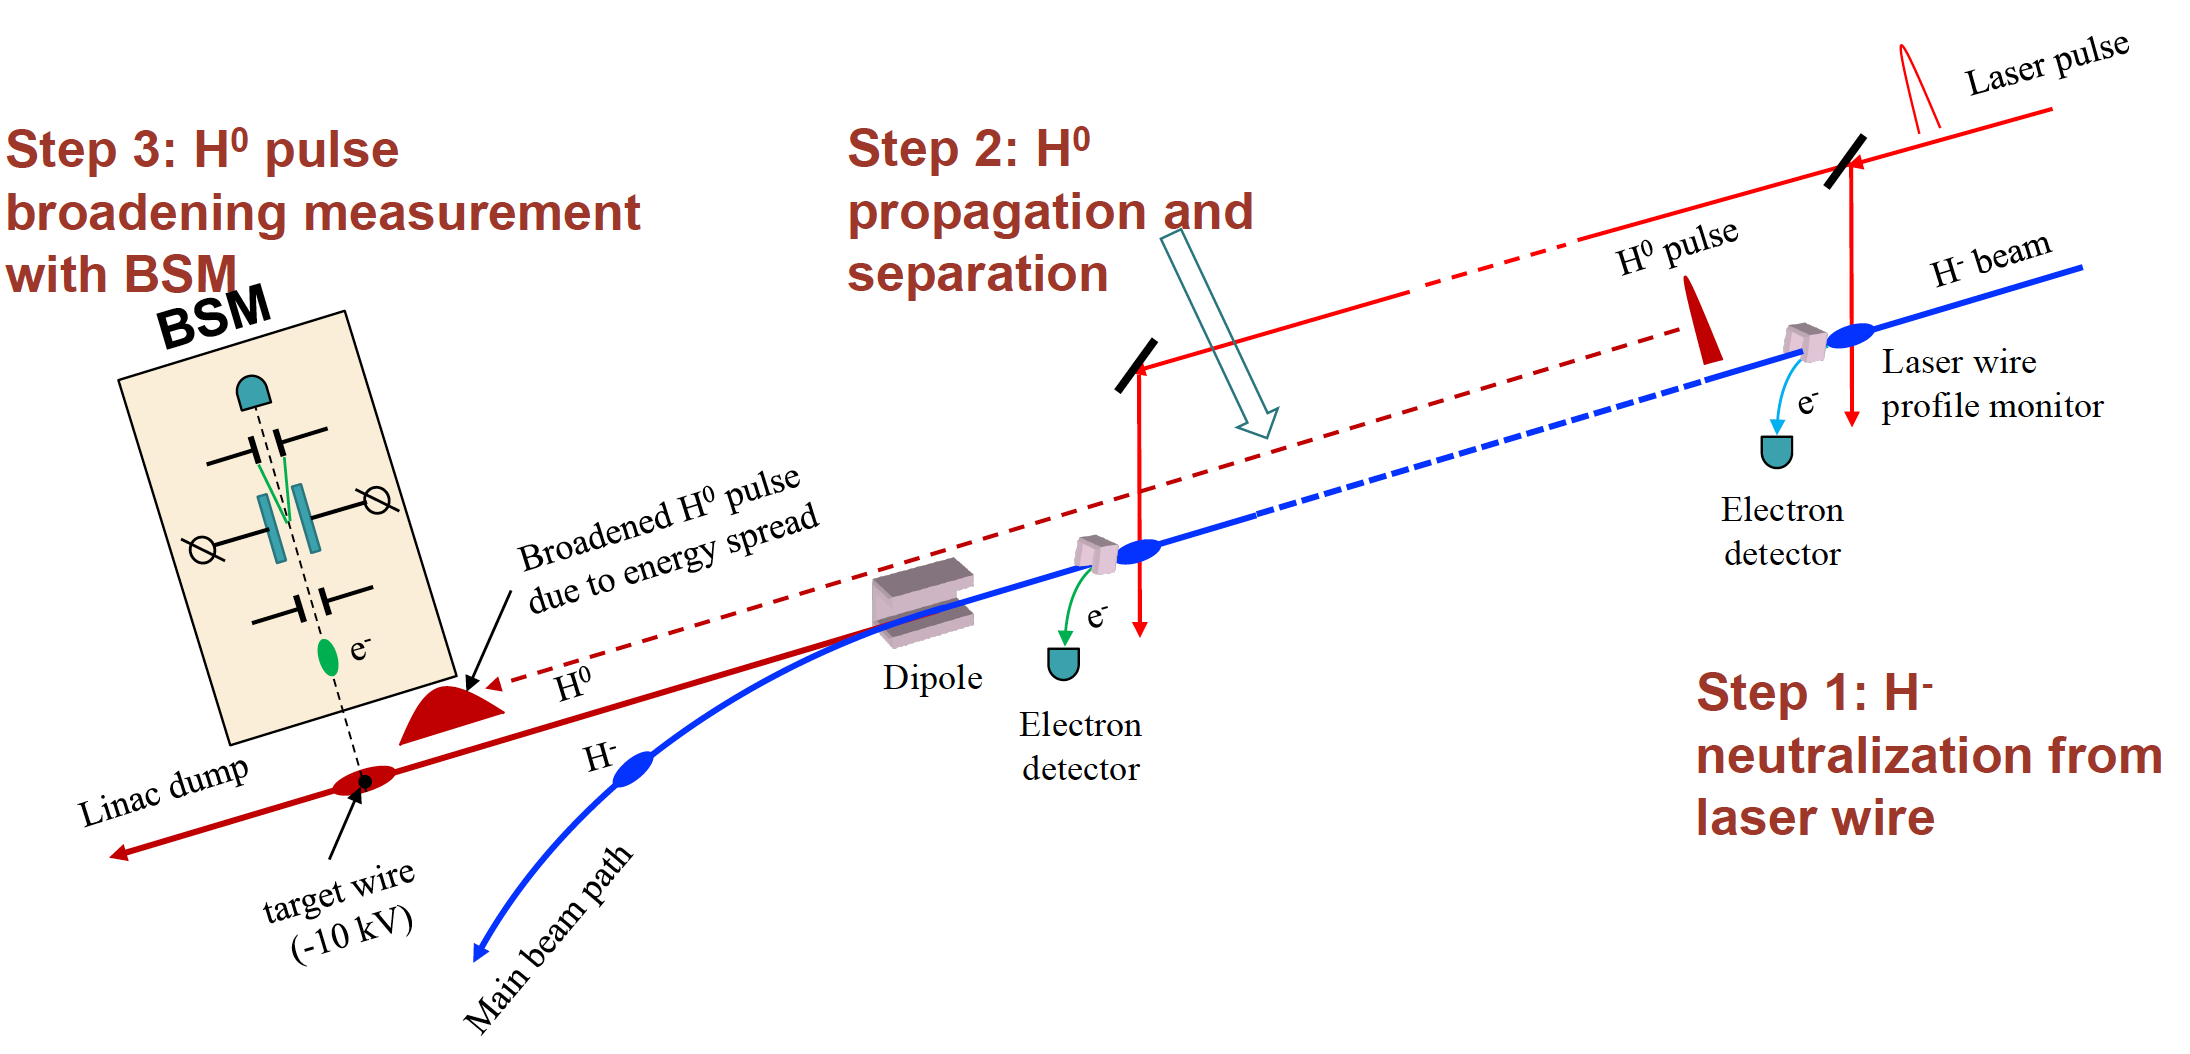 Step 3: H⁰ pulse
broadening measurement
with BSM
BSM
e⁻
Linac dump
target wire
(-10 kV)
Broadened H⁰ pulse
due to energy spread
H⁰
H⁻
Main beam path
Step 2: H⁰
propagation and
separation
Dipole
e⁻
Electron
detector
Laser pulse
H⁰ pulse
H⁻ beam
Laser wire
profile monitor
e⁻
Electron
detector
Step 1: H⁻
neutralization from
laser wire